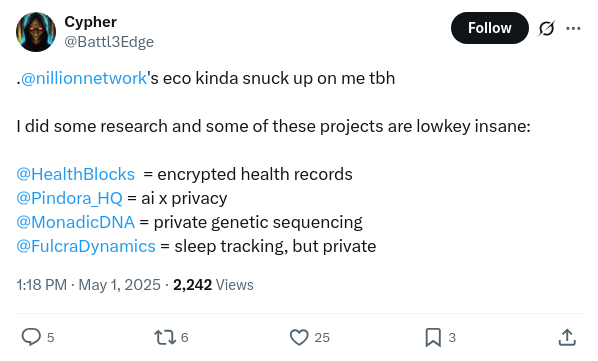 Cypher
@Battl3Edge
Follow
.@nillionnetwork's eco kinda snuck up on me tbh
I did some research and some of these projects are lowkey insane:
@HealthBlocks = encrypted health records
@Pindora_HQ = ai x privacy
@MonadicDNA = private genetic sequencing
@FulcraDynamics = sleep tracking, but private
1:18 PM · May 1, 2025 · 2,242 Views
5 6 25 3